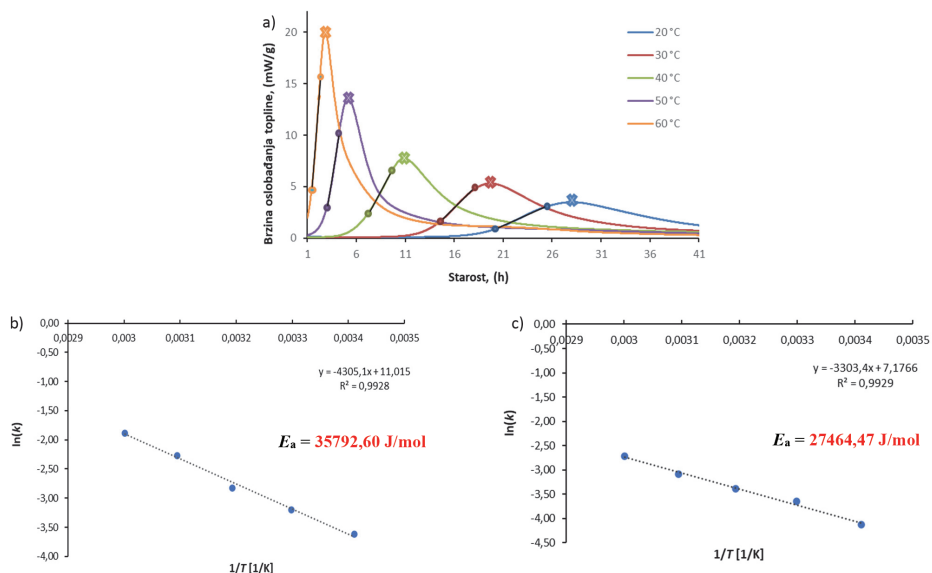 a)
Brzina oslobađanja topline, (mW/g)
20
15
10
5
0
1 6 11 16 21 26 31 36 41
Starost, (h)
20 °C
30 °C
40 °C
50 °C
60 °C
b)
0,0029 0,003 0,0031 0,0032 0,0033 0,0034 0,0035
0,00
-0,50
-1,00
-1,50
-2,00
-2,50
-3,00
-3,50
-4,00
ln(k)
1/T [1/K]
y = -4305,1x + 11,015
R² = 0,9928
Ea = 35792,60 J/mol
c)
0,0029 0,003 0,0031 0,0032 0,0033 0,0034 0,0035
0,00
-0,50
-1,00
-1,50
-2,00
-2,50
-3,00
-3,50
-4,00
-4,50
ln(k)
1/T [1/K]
y = -3303,4x + 7,1766
R² = 0,9929
Ea = 27464,47 J/mol